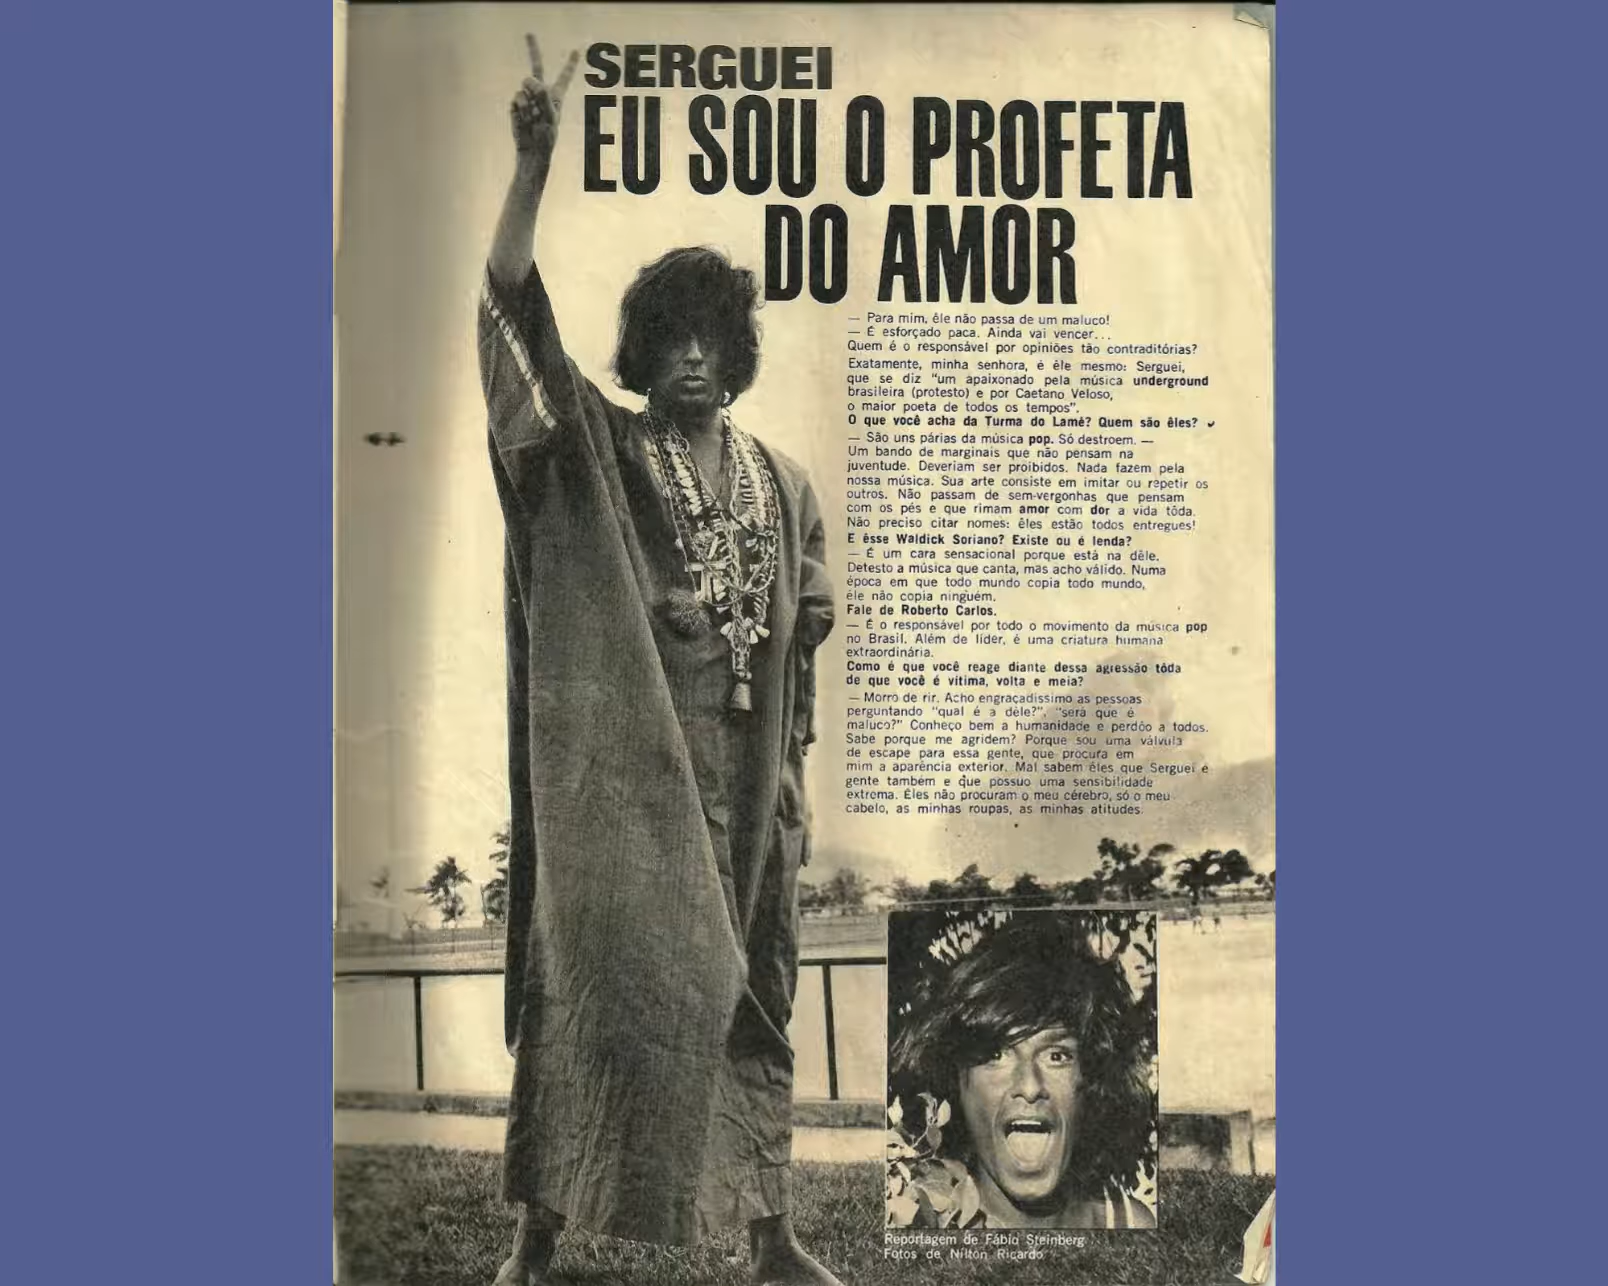 SERGUEI
EU SOU O PROFETA
DO AMOR
— Para mim, êle não passa de um maluco!
— É esforçado paca. Ainda vai vencer...
Quem é o responsável por opiniões tão contraditórias?
Exatamente, minha senhora, é êle mesmo: Serguei,
que se diz "um apaixonado pela música underground
brasileira (protesto) e por Caetano Veloso,
o maior poeta de todos os tempos".
O que você acha da Turma do Lamê? Quem são êles?
— São uns párias da música pop. Só destroem. —
Um bando de marginais que não pensam na
juventude. Deveriam ser proibidos. Nada fazem pela
nossa música. Sua arte consiste em imitar ou repetir os
outros. Não passam de sem-vergonhas que pensam
com os pés e que rimam amor com dor a vida tôda.
Não preciso citar nomes: êles estão todos entregues!
E êsse Waldick Soriano? Existe ou é lenda?
— É um cara sensacional porque está na dêle.
Detesto a música que canta, mas acho válido. Numa
época em que todo mundo copia todo mundo,
êle não copia ninguém.
Fale de Roberto Carlos.
— É o responsável por todo o movimento da música pop
no Brasil. Além de líder, é uma criatura humana
extraordinária.
Como é que você reage diante dessa agressão tôda
de que você é vítima, volta e meia?
— Morro de rir. Acho engraçadíssimo as pessoas
perguntando "qual é a dêle?", "será que é
maluco?" Conheço bem a humanidade e perdôo a todos.
Sabe porque me agridem? Porque sou uma válvula
de escape para essa gente, que procura em
mim a aparência exterior. Mal sabem êles que Serguei é
gente também e que possuo uma sensibilidade
extrema. Êles não procuram o meu cérebro, só o meu
cabelo, as minhas roupas, as minhas atitudes.
Reportagem de Fábio Steinberg
Fotos de Nilton Ricardo